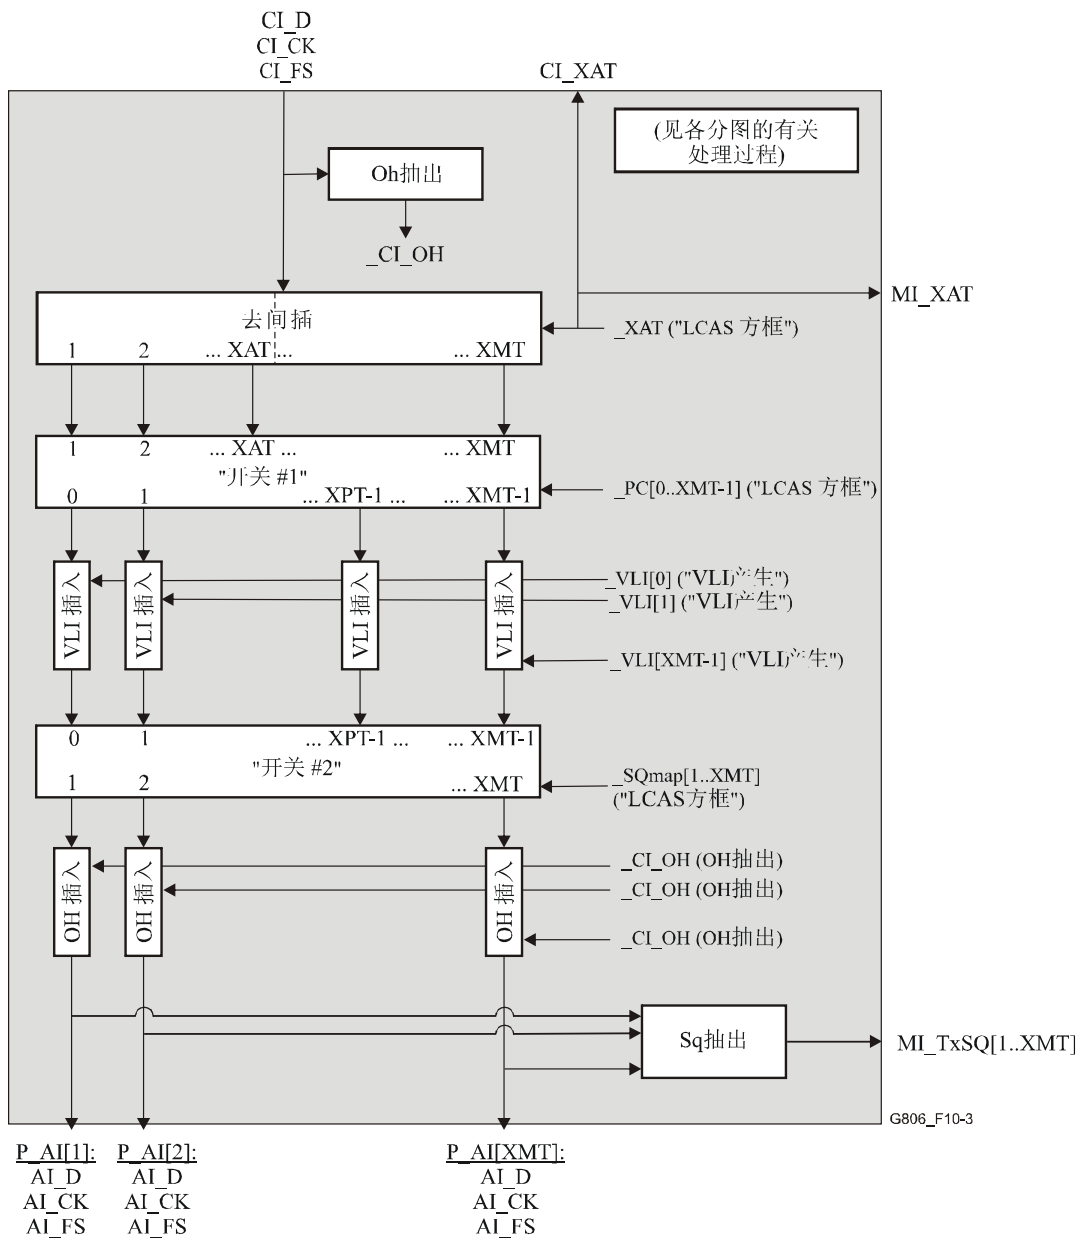 CI_D
CI_CK
CI_FS
CI_XAT
(见各分图的有关
处理过程)
Oh抽出
_CI_OH
MI_XAT
去间插
_XAT ("LCAS 方框")
1 2 ... XAT ... ... XMT
1 2 ... XAT ... ... XMT
"开关 #1"
0 1 ... XPT-1 ... ... XMT-1
_PC[0..XMT-1] ("LCAS 方框")
VLI 插入
VLI 插入
VLI 插入
VLI 插入
_VLI[0] ("VLI产生")
_VLI[1] ("VLI产生")
_VLI[XMT-1] ("VLI产生")
0 1 ... XPT-1 ... ... XMT-1
"开关 #2"
1 2 ... XMT
_SQmap[1..XMT]
("LCAS方框")
OH 插入
OH 插入
OH 插入
_CI_OH (OH抽出)
_CI_OH (OH抽出)
_CI_OH (OH抽出)
Sq抽出
MI_TxSQ[1..XMT]
G806_F10-3
P_AI[1]: P_AI[2]: P_AI[XMT]:
AI_D AI_D AI_D
AI_CK AI_CK AI_CK
AI_FS AI_FS AI_FS